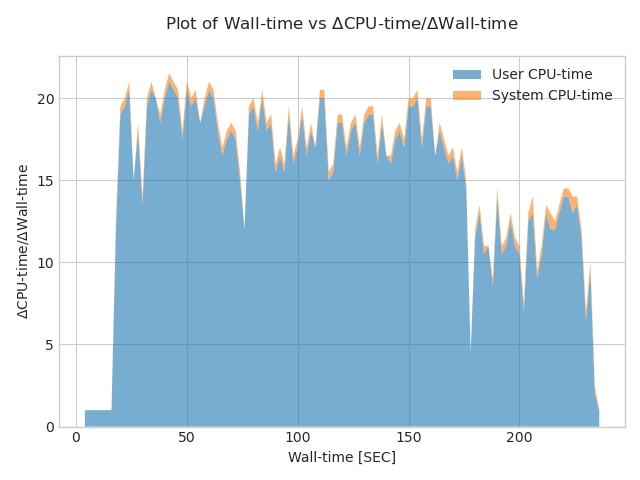 Plot of Wall-time vs ΔCPU-time/ΔWall-time
User CPU-time
System CPU-time
ΔCPU-time/ΔWall-time
20
15
10
5
0
0 50 100 150 200
Wall-time [SEC]